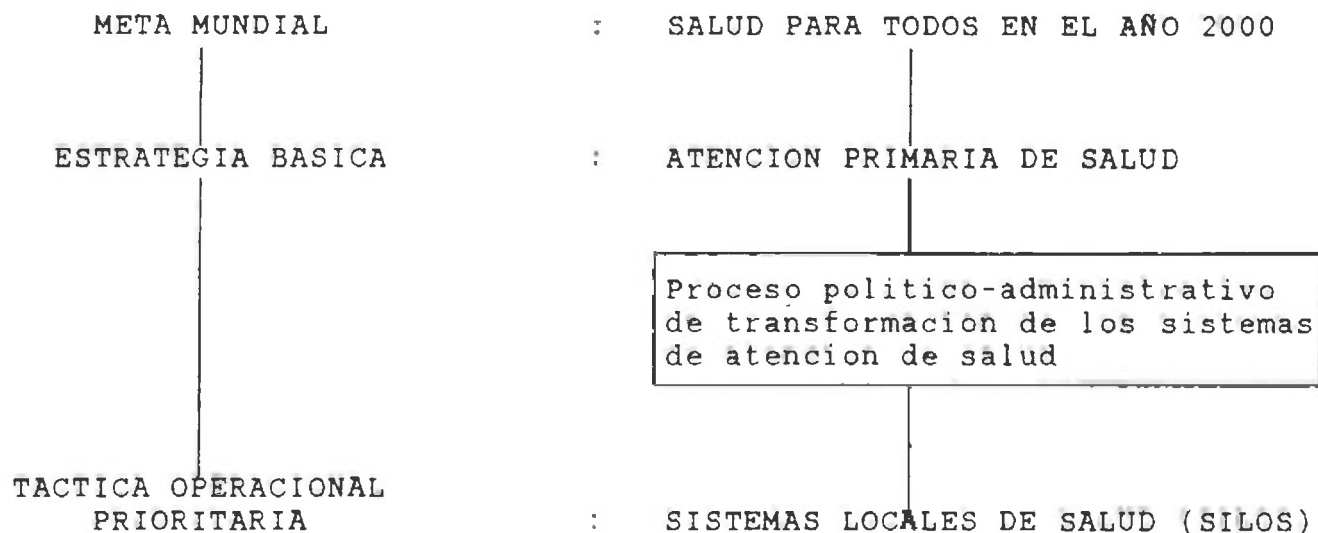 META MUNDIAL : SALUD PARA TODOS EN EL AÑO 2000
ESTRATEGIA BASICA : ATENCION PRIMARIA DE SALUD
Proceso politico-administrativo
de transformacion de los sistemas
de atencion de salud
TACTICA OPERACIONAL
PRIORITARIA : SISTEMAS LOCALES DE SALUD (SILOS)